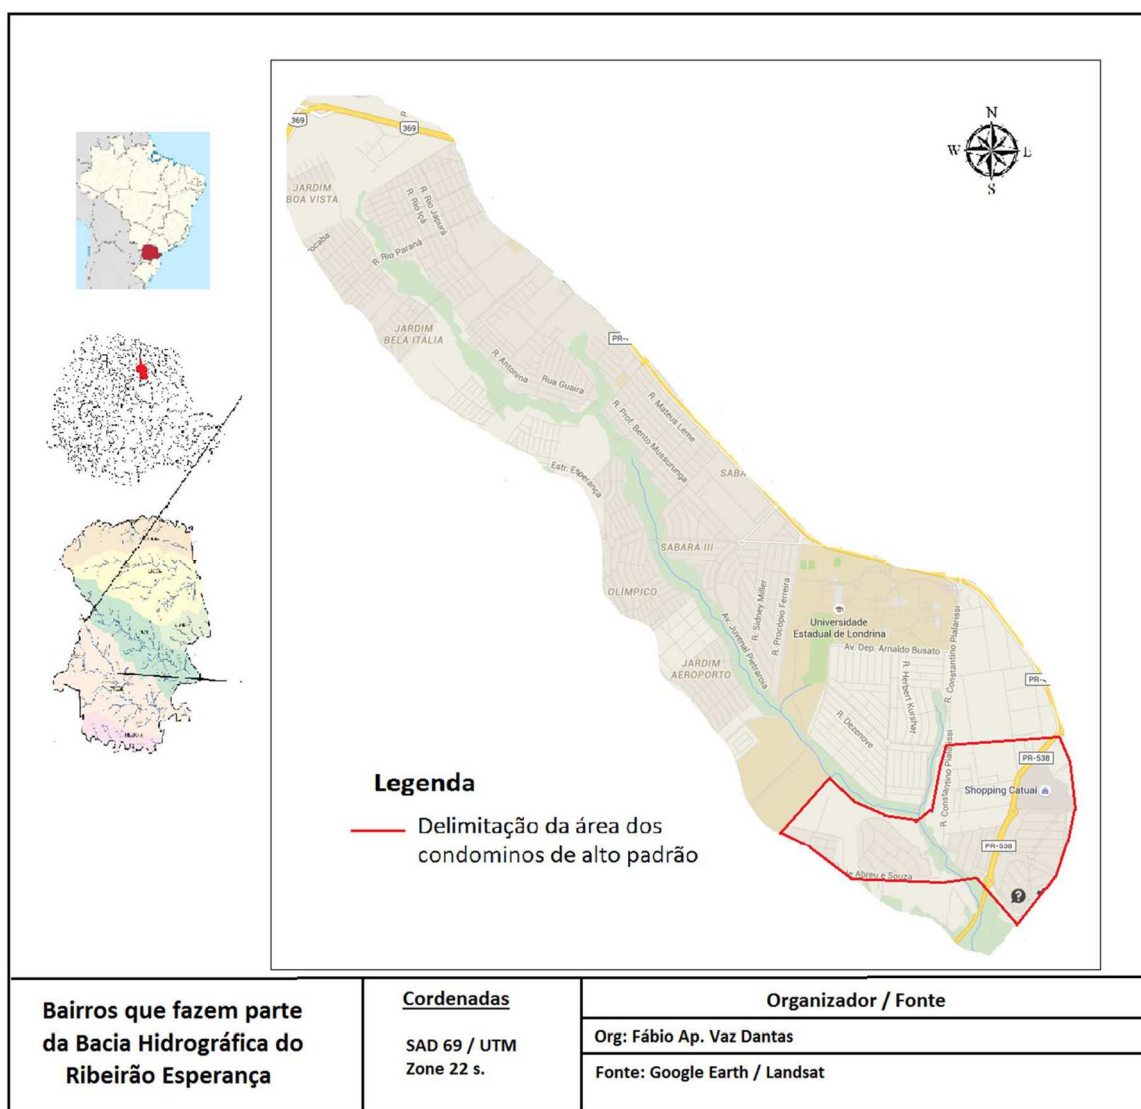 369
R
369
N
W
L
S
JARDIM
BOA VISTA
R. Rio Içá
R. Rio Japurá
R. Rio Paraná
JARDIM
BELA ITÁLIA
PR-4
R. Antonina
Rua Guaira
R. Mateus Leme
R. Prof. Bento Mussurunga
Estr. Esperança
SABA
SABARÁ III
OLÍMPICO
R. Sidney Miller
R. Procópio Ferreira
Universidade
Estadual de Londrina
Av. Dep. Arnaldo Busato
R. Constantino Pialarissi
Av. Juvenal Pietraroia
JARDIM
AEROPORTO
R. Herbert Kursher
PR-4
R. Dezenove
R. Constantino Pialarissi
PR-538
Shopping Catuaí
PR-538
de Abreu e Souza
Legenda
Delimitação da área dos
condominos de alto padrão
Bairros que fazem parte
da Bacia Hidrográfica do
Ribeirão Esperança
Cordenadas
SAD 69 / UTM
Zone 22 s.
Organizador / Fonte
Org: Fábio Ap. Vaz Dantas
Fonte: Google Earth / Landsat